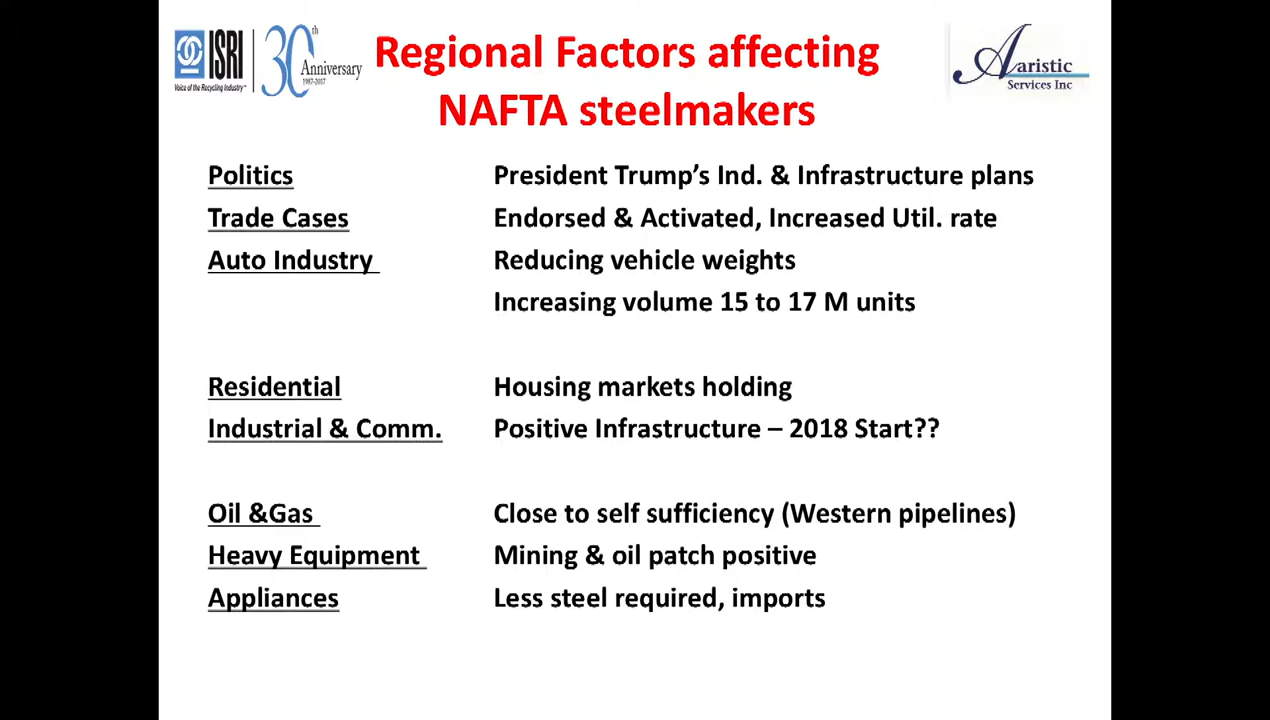 ISRI
Voice of the Recycling Industry™
30th
Anniversary
1987-2017
Regional Factors affecting
NAFTA steelmakers
Aaristic
Services Inc
Politics President Trump’s Ind. & Infrastructure plans
Trade Cases Endorsed & Activated, Increased Util. rate
Auto Industry Reducing vehicle weights
Increasing volume 15 to 17 M units
Residential Housing markets holding
Industrial & Comm. Positive Infrastructure – 2018 Start??
Oil &Gas Close to self sufficiency (Western pipelines)
Heavy Equipment Mining & oil patch positive
Appliances Less steel required, imports